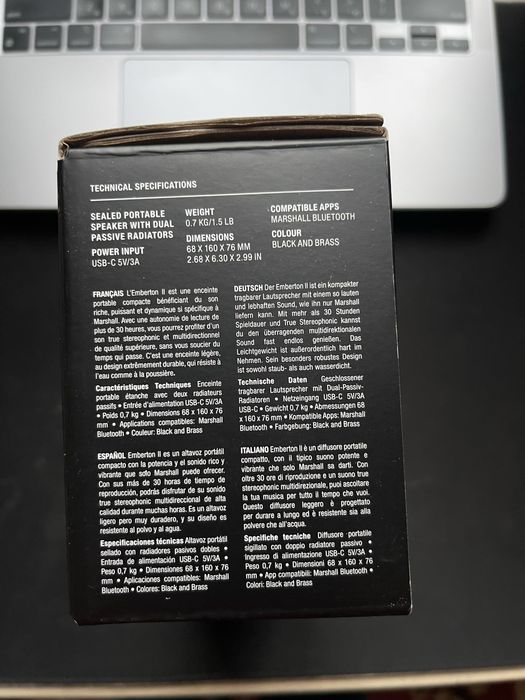 TECHNICAL SPECIFICATIONS
SEALED PORTABLE
SPEAKER WITH DUAL
PASSIVE RADIATORS
POWER INPUT
USB-C 5V/3A
WEIGHT
0.7 KG/1.5 LB
DIMENSIONS
68 X 160 X 76 MM
2.68 X 6.30 X 2.99 IN
COMPATIBLE APPS
MARSHALL BLUETOOTH
COLOUR
BLACK AND BRASS
FRANÇAIS L'Emberton II est une enceinte
portable compacte bénéficiant du son
riche, puissant et dynamique si spécifique à
Marshall. Avec une autonomie de lecture de
plus de 30 heures, vous pourrez profiter d'un
son true stereophonic et multidirectionnel
de qualité supérieure, sans vous soucier du
temps qui passe. C'est une enceinte légère,
au design extrêmement durable, qui résiste à
l'eau comme à la poussière.
Caractéristiques Techniques Enceinte
portable étanche avec deux radiateurs
passifs • Entrée d'alimentation USB-C 5V/3A
• Poids 0,7 kg • Dimensions 68 x 160 x 76
mm • Applications compatibles: Marshall
Bluetooth • Couleur: Black and Brass
DEUTSCH Der Emberton II ist ein kompakter
tragbarer Lautsprecher mit einem so lauten
und lebhaften Sound, wie ihn nur Marshall
liefern kann. Mit mehr als 30 Stunden
Spieldauer und True Stereophonic kannst
du den überragenden multidirektionalen
Sound fast endlos genießen. Das
Leichtgewicht ist außerordentlich hart im
Nehmen. Sein besonders robustes Design
ist sowohl staub- als auch wasserdicht.
Technische Daten Geschlossener
tragbarer Lautsprecher mit Dual-Passiv-
Radiatoren • Netzeingang USB-C 5V/3A
USB-C • Gewicht 0,7 kg • Abmessungen 68
x 160 x 76 mm • Kompatible Apps: Marshall
Bluetooth • Farbgebung: Black and Brass
ESPAÑOL Emberton II es un altavoz portátil
compacto con la potencia y el sonido rico y
vibrante que solo Marshall puede ofrecer.
Con sus más de 30 horas de tiempo de
reproducción, podrás disfrutar de su sonido
true stereophonic multidireccional de alta
calidad durante muchas horas. Es un altavoz
ligero pero muy duradero, y su diseño es
resistente al polvo y al agua.
Especificaciones técnicas Altavoz portátil
sellado con radiadores pasivos dobles •
Entrada de alimentación USB-C 5V/3A •
Peso 0,7 kg • Dimensiones 68 x 160 x 76
mm • Aplicaciones compatibles: Marshall
Bluetooth • Colores: Black and Brass
ITALIANO Emberton II è un diffusore portatile
compatto, con il tipico suono potente e
vibrante che solo Marshall sa darti. Con
oltre 30 ore di riproduzione e un suono true
stereophonic multidirezionale, puoi ascoltare
la tua musica per tutto il tempo che vuoi.
Questo diffusore leggero è progettato
per durare a lungo ed è resistente sia alla
polvere che all'acqua.
Specifiche tecniche Diffusore portatile
sigillato con doppio radiatore passivo •
Ingresso di alimentazione USB-C 5V/3A •
Peso 0,7 kg • Dimensioni 68 x 160 x 76
mm • App compatibili: Marshall Bluetooth •
Colori: Black and Brass